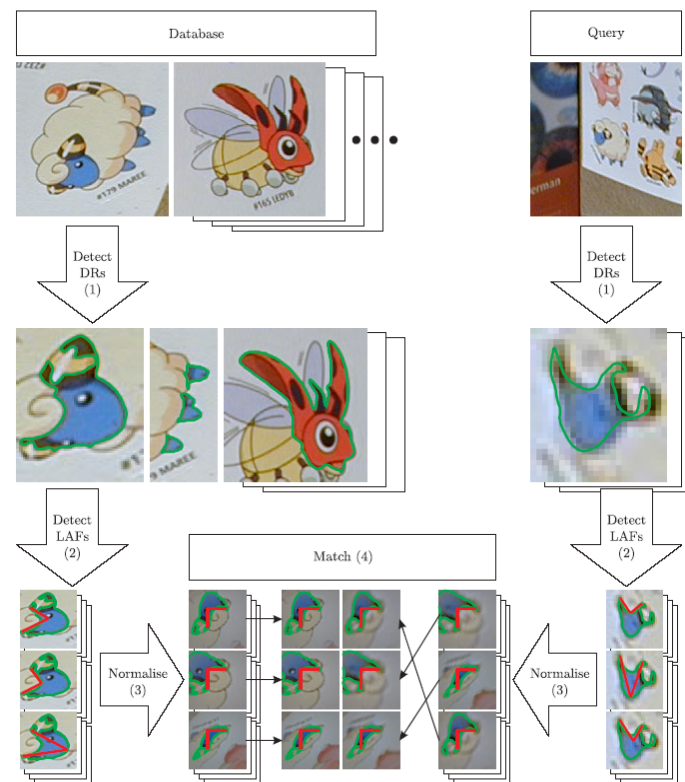 Database
Query
#179 MAREE
#165 LEDYB
erman
Detect
DRs
(1)
Detect
DRs
(1)
9 MAREE
Detect
LAFs
(2)
Detect
LAFs
(2)
Match (4)
Normalise
(3)
Normalise
(3)